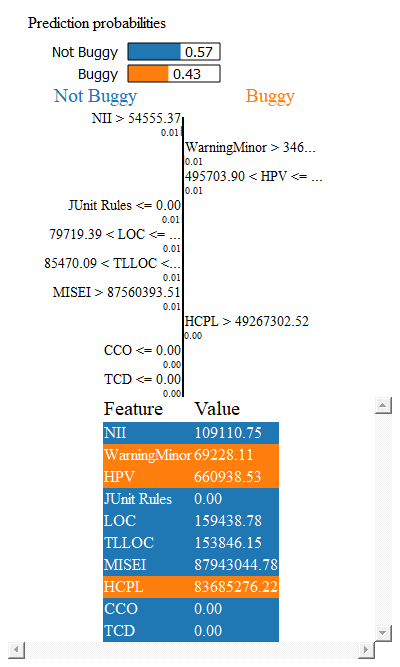 Prediction probabilities
Not Buggy 0.57
Buggy 0.43
Not Buggy Buggy
NII > 54555.37
0.01
WarningMinor > 346...
0.01
495703.90 < HPV <= ...
0.01
JUnit Rules <= 0.00
0.01
79719.39 < LOC <= ...
0.01
85470.09 < TLLOC <...
0.01
MISEI > 87560393.51
0.01
HCPL > 49267302.52
0.00
CCO <= 0.00
0.00
TCD <= 0.00
0.00
Feature Value
NII 109110.75
WarningMinor 69228.11
HPV 660938.53
JUnit Rules 0.00
LOC 159438.78
TLLOC 153846.15
MISEI 87943044.78
HCPL 83685276.22
CCO 0.00
TCD 0.00